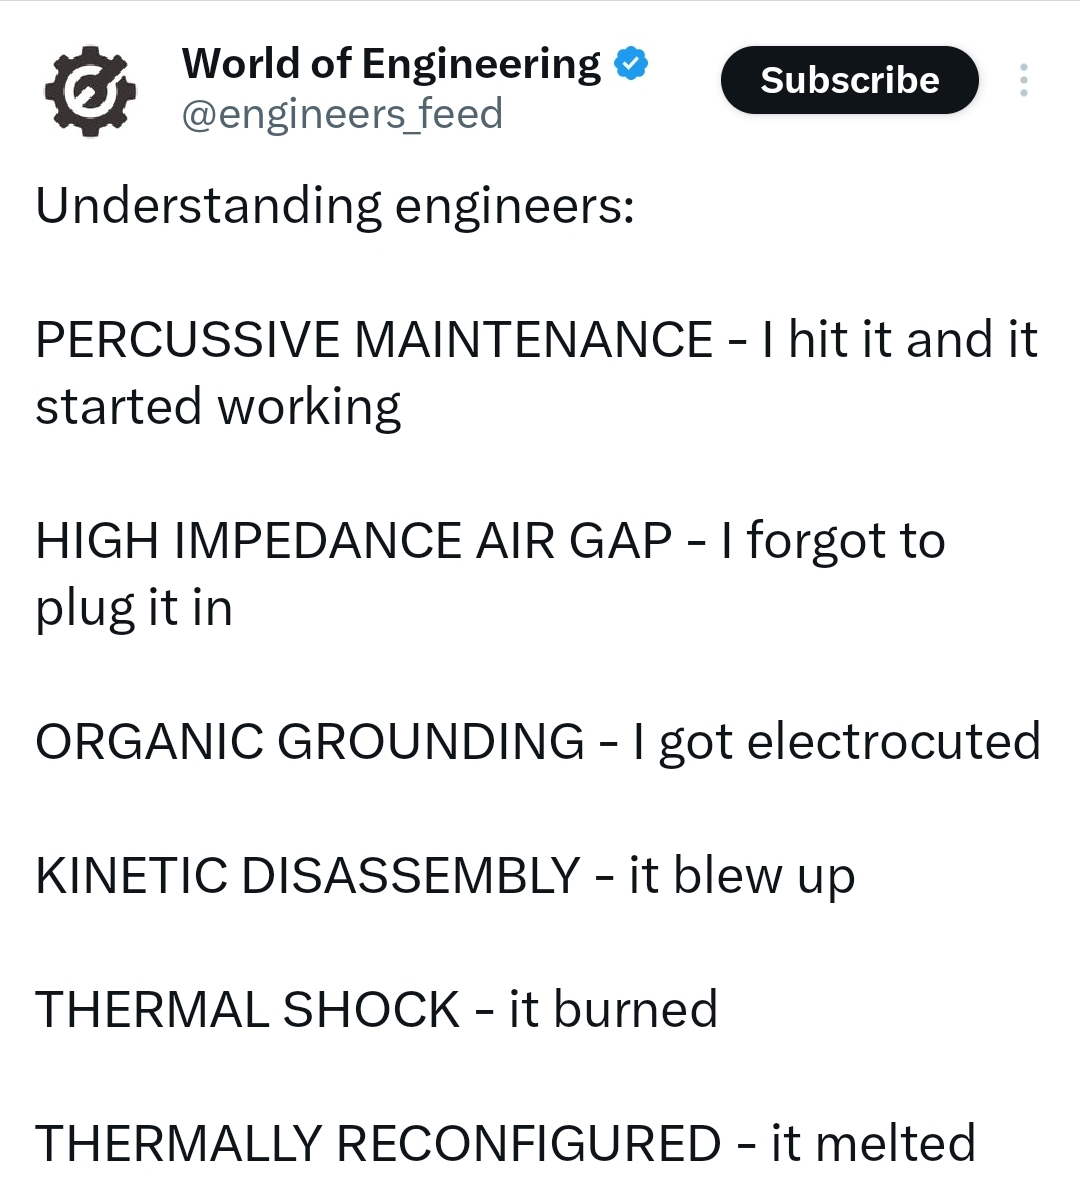 World of Engineering
@engineers_feed
Subscribe
Understanding engineers:
PERCUSSIVE MAINTENANCE - I hit it and it
started working
HIGH IMPEDANCE AIR GAP - I forgot to
plug it in
ORGANIC GROUNDING - I got electrocuted
KINETIC DISASSEMBLY - it blew up
THERMAL SHOCK - it burned
THERMALLY RECONFIGURED - it melted